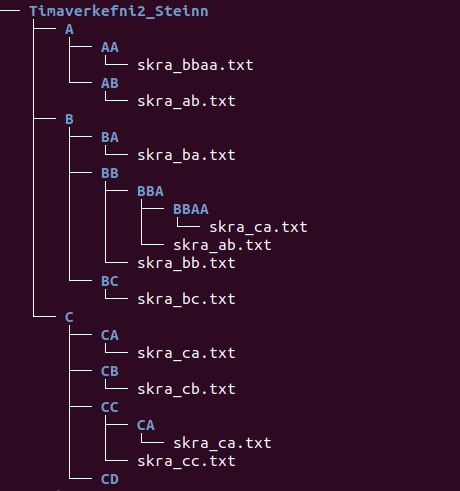 Timaverkefni2_Steinn
A
AA
skra_bbaa.txt
AB
skra_ab.txt
B
BA
skra_ba.txt
BB
BBA
BBAA
skra_ca.txt
skra_ab.txt
skra_bb.txt
BC
skra_bc.txt
C
CA
skra_ca.txt
CB
skra_cb.txt
CC
CA
skra_ca.txt
skra_cc.txt
CD